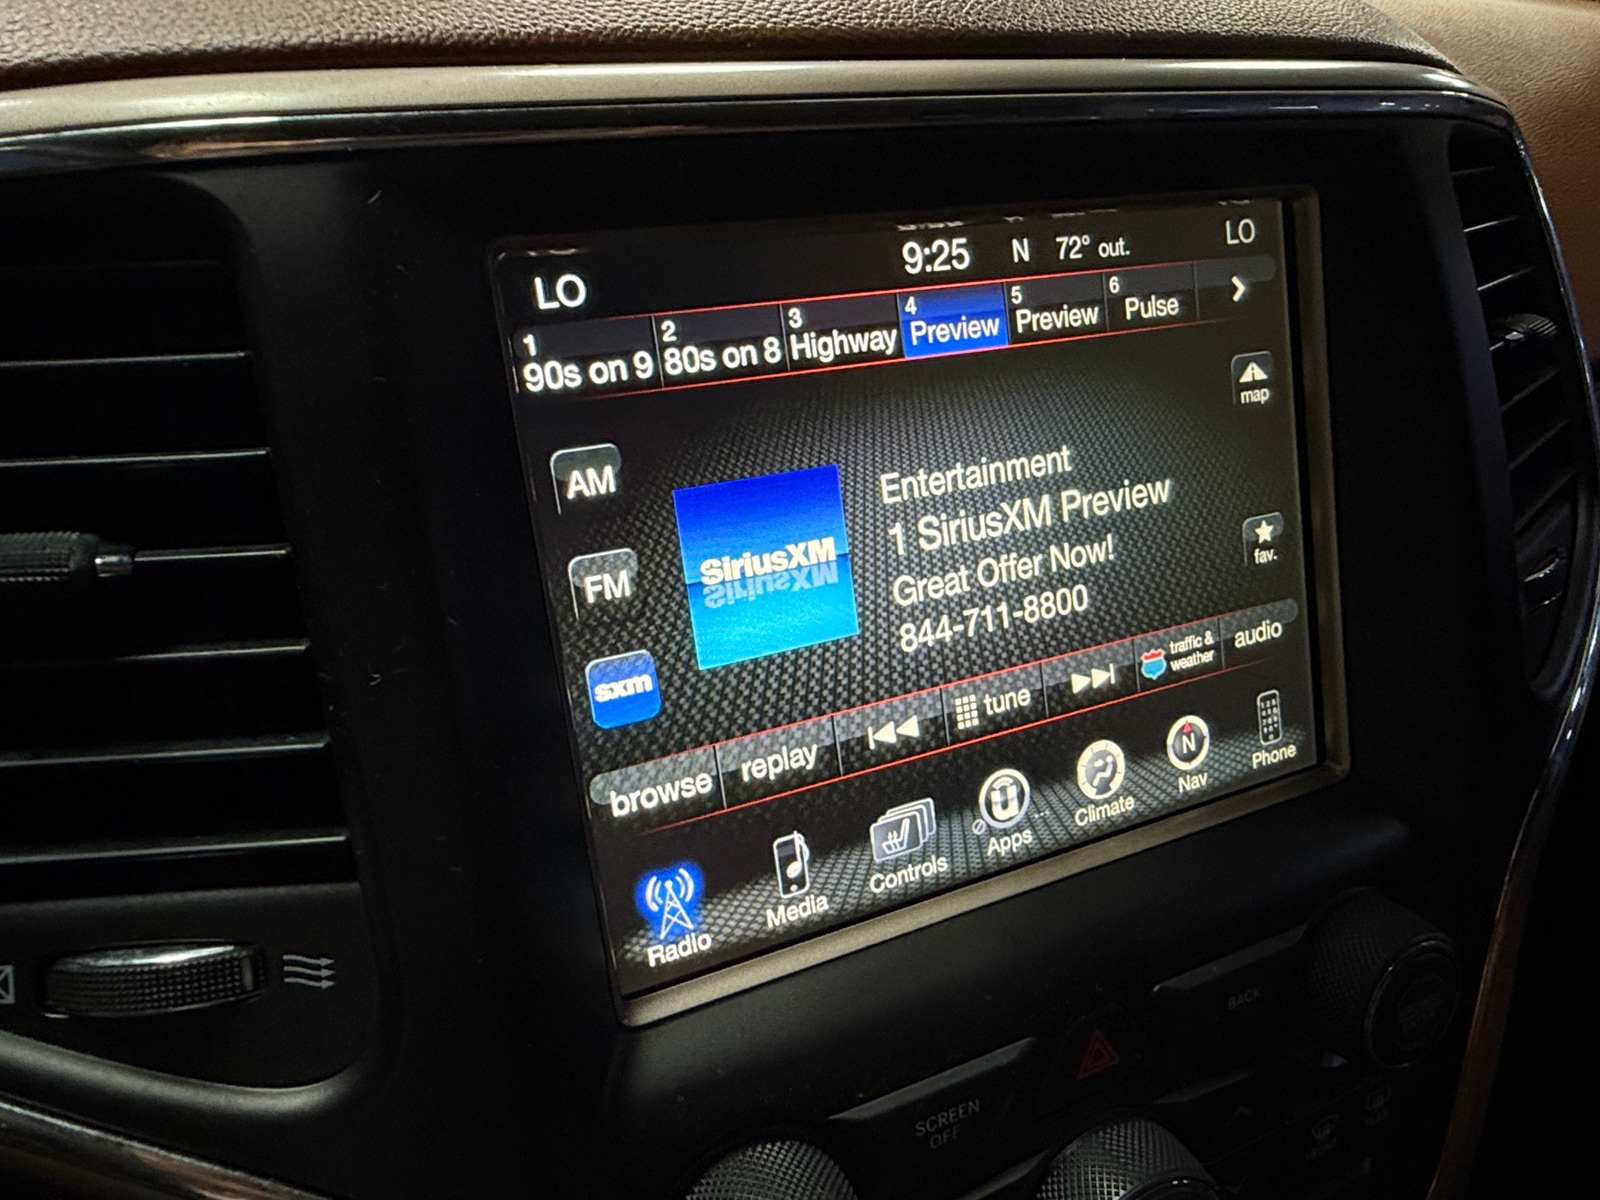 LO
9:25 N 72° out.
LO
1 90s on 9
2 80s on 8
3 Highway
4 Preview
5 Preview
6 Pulse
map
AM
FM
sxm
SiriusXM
Entertainment
1 SiriusXM Preview
Great Offer Now!
844-711-8800
fav.
browse
replay
tune
traffic &
weather
audio
Radio
Media
Controls
Apps
Climate
N
Nav
Phone
BACK
SCREEN
OFF